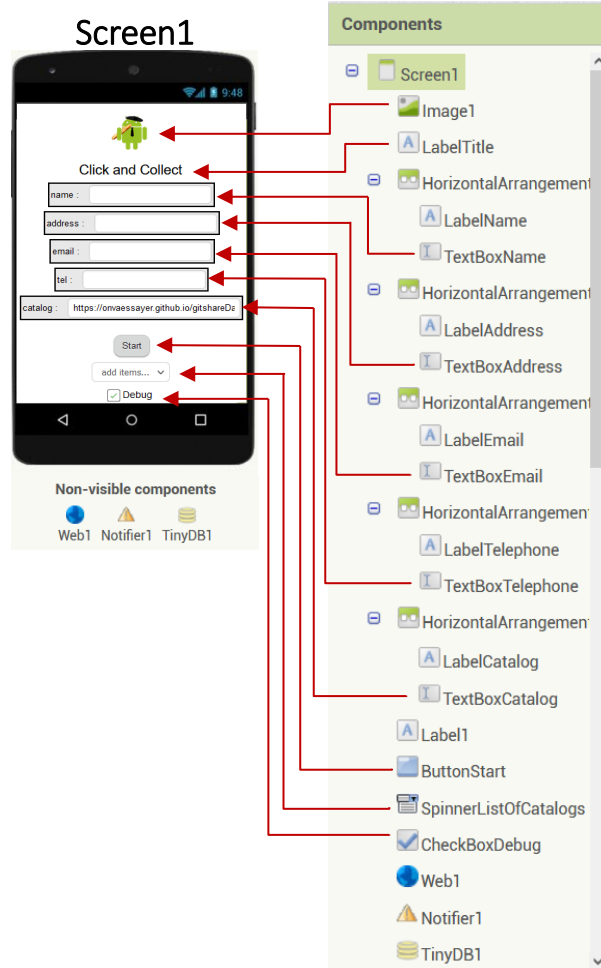 Screen1
9:48
Click and Collect
name :
address :
email :
tel :
catalog : https://onvaessayer.github.io/gitshareDa
Start
add items...
Debug
Non-visible components
Web1 Notifier1 TinyDB1
Components
Screen1
Image1
LabelTitle
HorizontalArrangement
LabelName
TextBoxName
HorizontalArrangement
LabelAddress
TextBoxAddress
HorizontalArrangement
LabelEmail
TextBoxEmail
HorizontalArrangement
LabelTelephone
TextBoxTelephone
HorizontalArrangemen
LabelCatalog
TextBoxCatalog
Label1
ButtonStart
SpinnerListOfCatalogs
CheckBoxDebug
Web1
Notifier1
TinyDB1